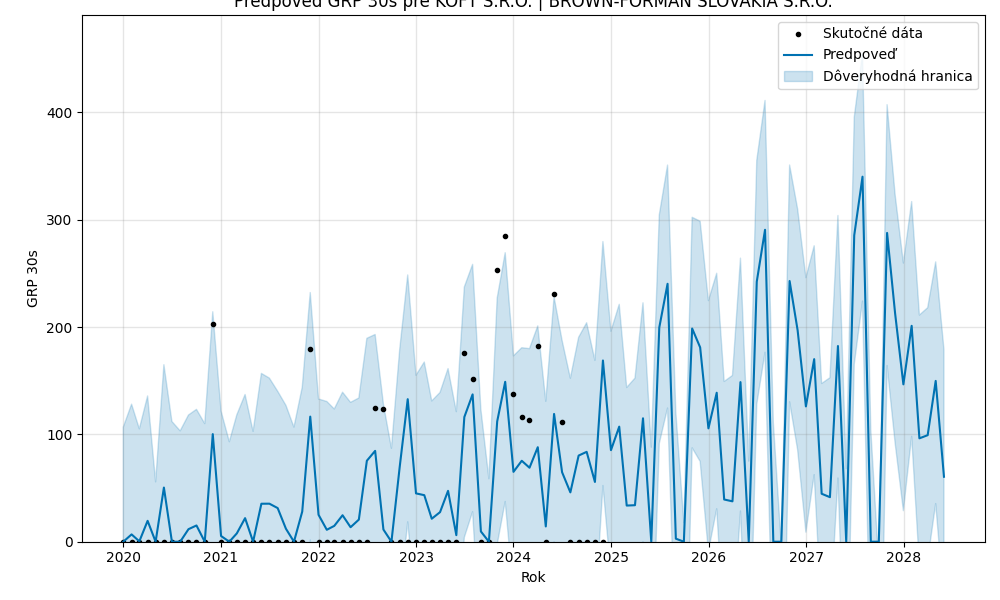 Predpoveď GRP 30s pre KOFT S.R.O. | BROWN-FORMAN SLOVAKIA S.R.O.
Skutočné dáta
Predpoveď
Dôveryhodná hranica
GRP 30s
400
300
200
100
0
2020 2021 2022 2023 2024 2025 2026 2027 2028
Rok